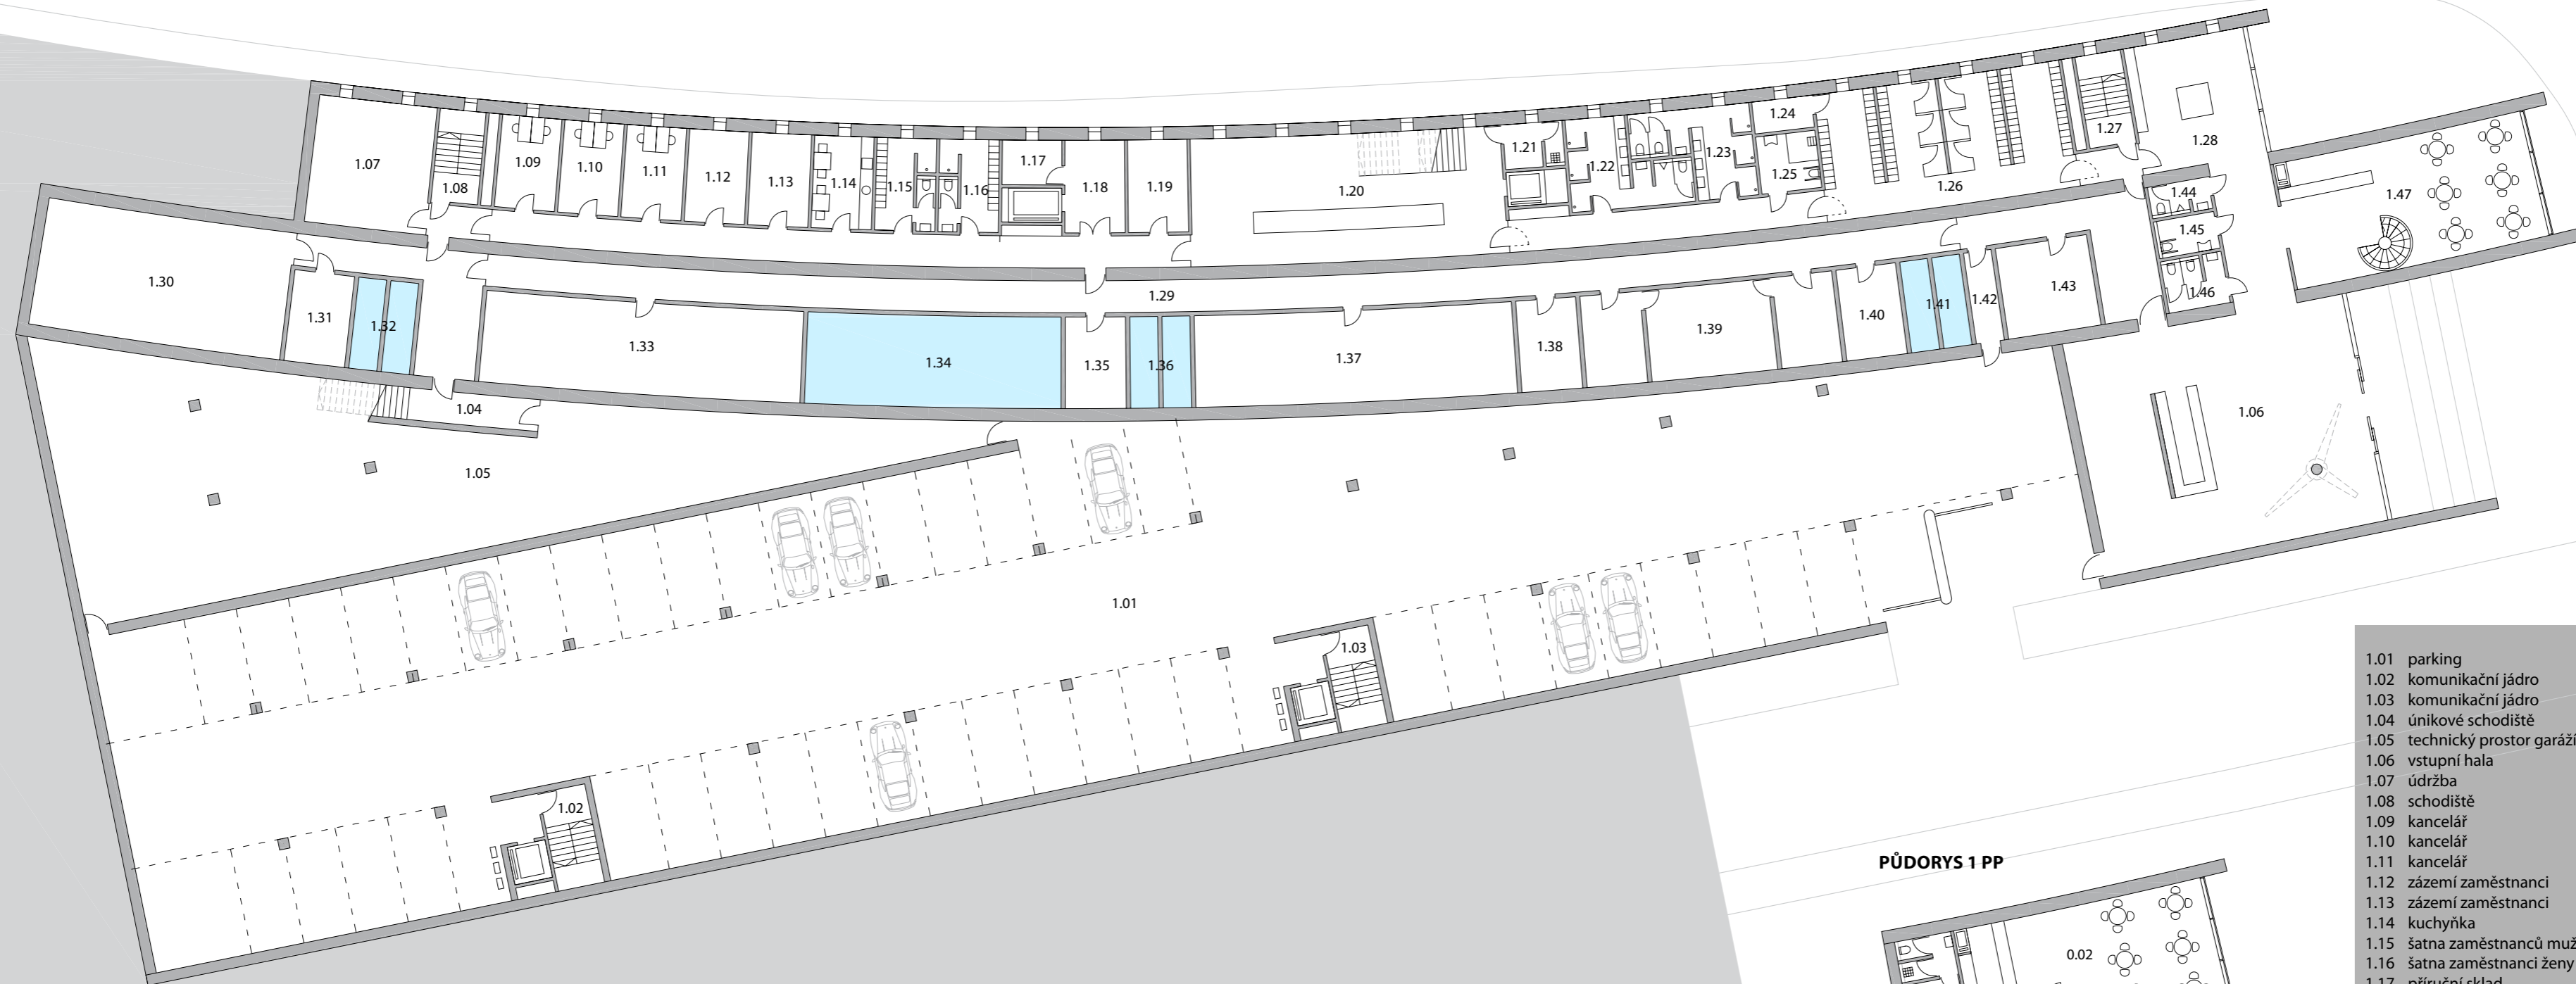 1.07
1.08
1.09
1.10
1.11
1.12
1.13
1.14
1.15
1.16
1.17
1.18
1.19
1.20
1.21
1.22
1.23
1.24
1.25
1.26
1.27
1.28
1.44
1.45
1.46
1.47
1.30
1.31
1.32
1.29
1.33
1.34
1.35
1.36
1.37
1.38
1.39
1.40
1.41
1.42
1.43
1.04
1.05
1.06
1.01
1.03
1.02
PŮDORYS 1 PP
0.02
1.01 parking
1.02 komunikační jádro
1.03 komunikační jádro
1.04 únikové schodiště
1.05 technický prostor garáží
1.06 vstupní hala
1.07 údržba
1.08 schodiště
1.09 kancelář
1.10 kancelář
1.11 kancelář
1.12 zázemí zaměstnanci
1.13 zázemí zaměstnanci
1.14 kuchyňka
1.15 šatna zaměstnanců muž
1.16 šatna zaměstnanci ženy
1.17 příruční sklad